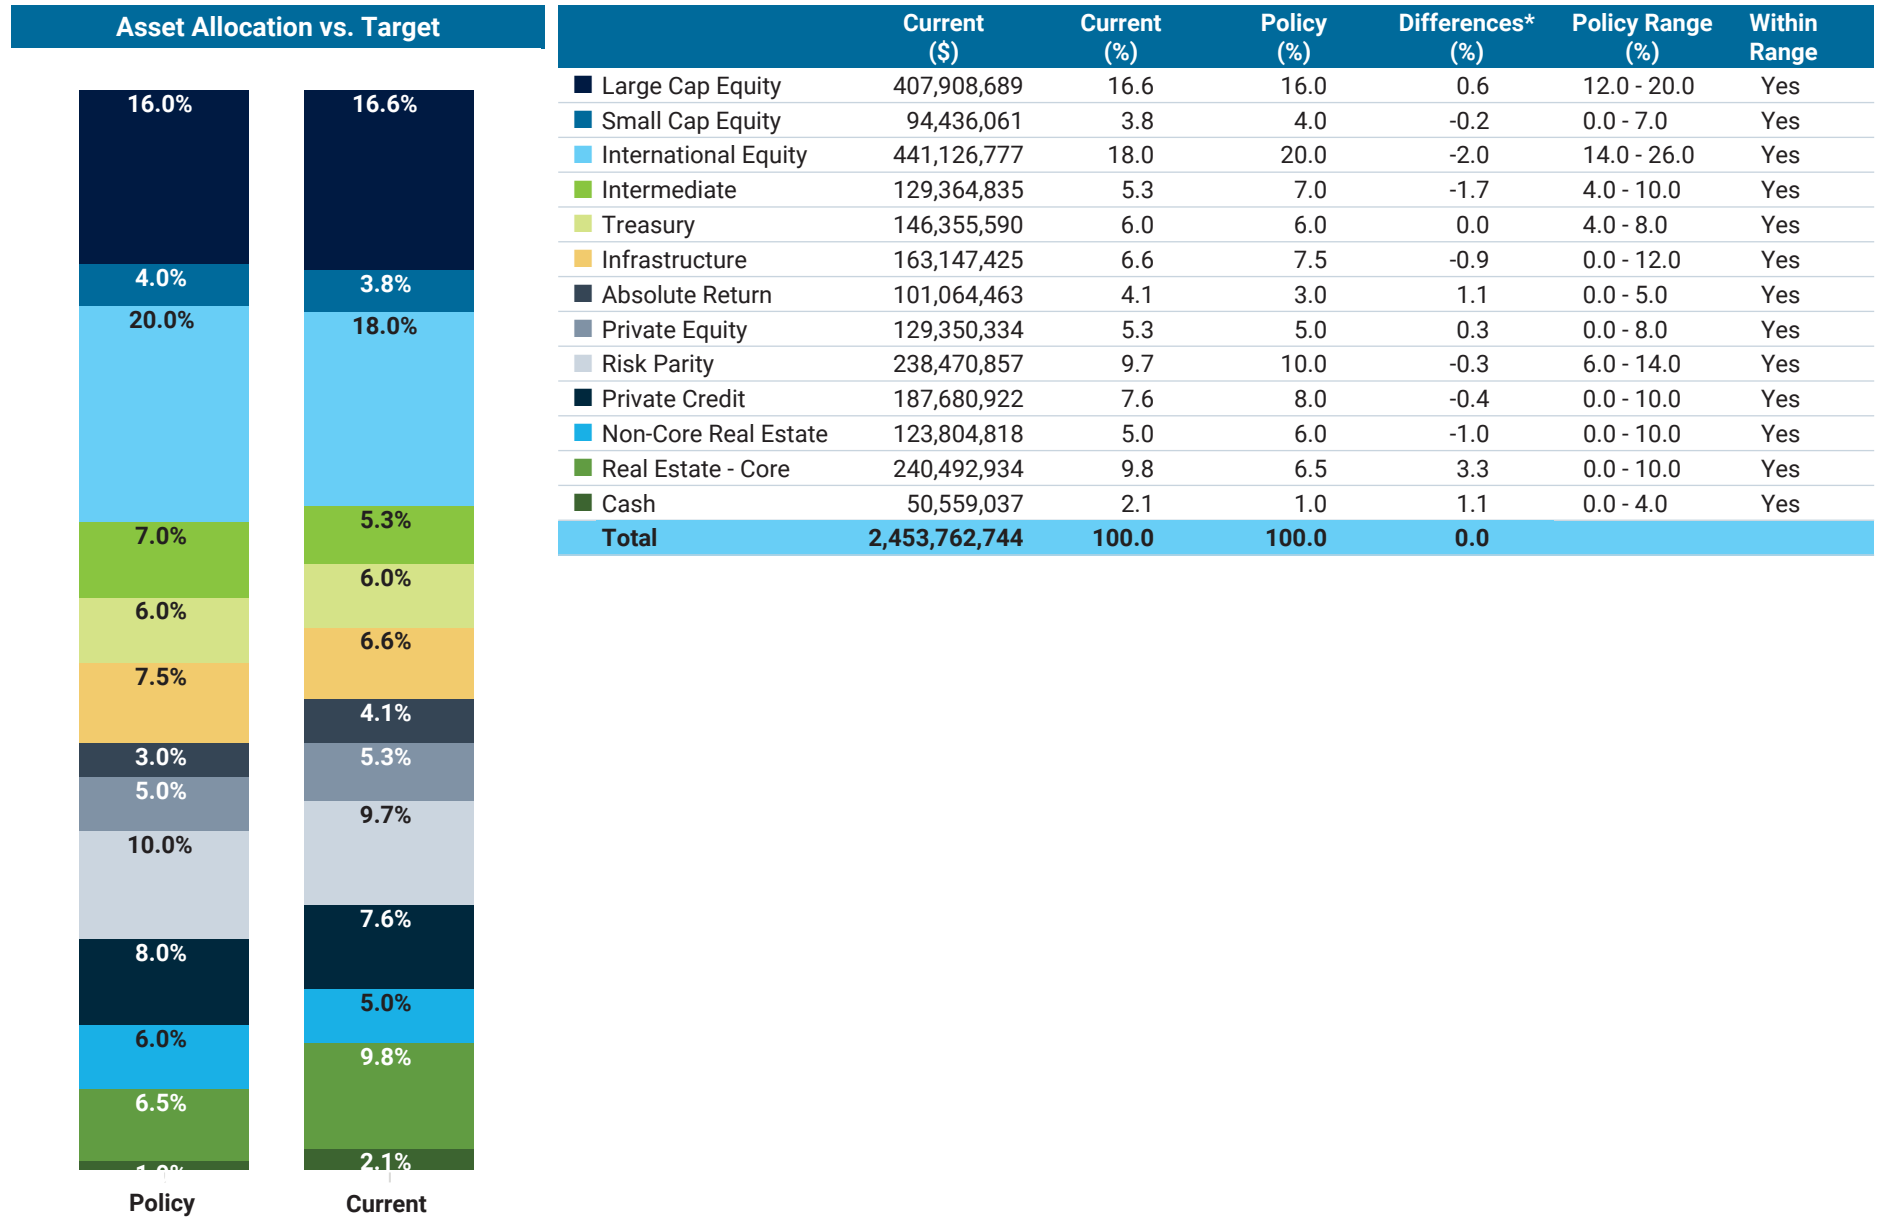 Asset Allocation vs. Target
16.0%
4.0%
20.0%
7.0%
6.0%
7.5%
3.0%
5.0%
10.0%
8.0%
6.0%
6.5%
Policy
16.6%
3.8%
18.0%
5.3%
6.0%
6.6%
4.1%
5.3%
9.7%
7.6%
5.0%
9.8%
2.1%
Current
Current ($) Current (%) Policy (%) Differences* (%) Policy Range (%) Within Range
Large Cap Equity 407,908,689 16.6 16.0 0.6 12.0 - 20.0 Yes
Small Cap Equity 94,436,061 3.8 4.0 -0.2 0.0 - 7.0 Yes
International Equity 441,126,777 18.0 20.0 -2.0 14.0 - 26.0 Yes
Intermediate 129,364,835 5.3 7.0 -1.7 4.0 - 10.0 Yes
Treasury 146,355,590 6.0 6.0 0.0 4.0 - 8.0 Yes
Infrastructure 163,147,425 6.6 7.5 -0.9 0.0 - 12.0 Yes
Absolute Return 101,064,463 4.1 3.0 1.1 0.0 - 5.0 Yes
Private Equity 129,350,334 5.3 5.0 0.3 0.0 - 8.0 Yes
Risk Parity 238,470,857 9.7 10.0 -0.3 6.0 - 14.0 Yes
Private Credit 187,680,922 7.6 8.0 -0.4 0.0 - 10.0 Yes
Non-Core Real Estate 123,804,818 5.0 6.0 -1.0 0.0 - 10.0 Yes
Real Estate - Core 240,492,934 9.8 6.5 3.3 0.0 - 10.0 Yes
Cash 50,559,037 2.1 1.0 1.1 0.0 - 4.0 Yes
Total 2,453,762,744 100.0 100.0 0.0